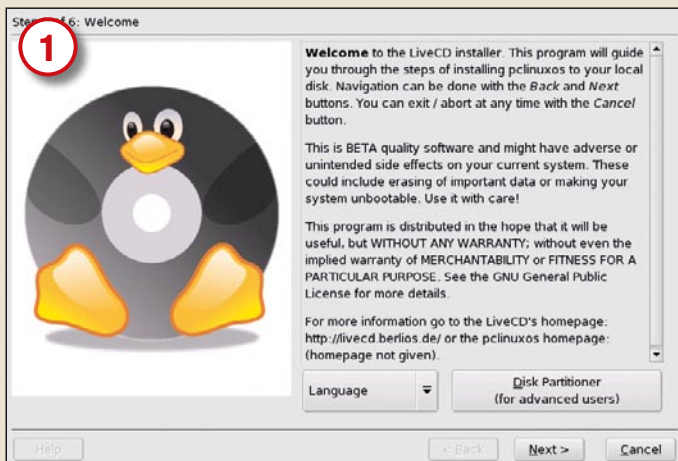 Step of 6: Welcome
1
Welcome to the LiveCD installer. This program will guide
you through the steps of installing pclinuxos to your local
disk. Navigation can be done with the Back and Next
buttons. You can exit / abort at any time with the Cancel
button.
This is BETA quality software and might have adverse or
unintended side effects on your current system. These
could include erasing of important data or making your
system unbootable. Use it with care!
This program is distributed in the hope that it will be
useful, but WITHOUT ANY WARRANTY; without even the
implied warranty of MERCHANTABILITY or FITNESS FOR A
PARTICULAR PURPOSE. See the GNU General Public
License for more details.
For more information go to the LiveCD's homepage:
http://livecd.berlios.de/ or the pclinuxos homepage:
(homepage not given).
Language
Disk Partitioner
(for advanced users)
Help
< Back
Next >
Cancel